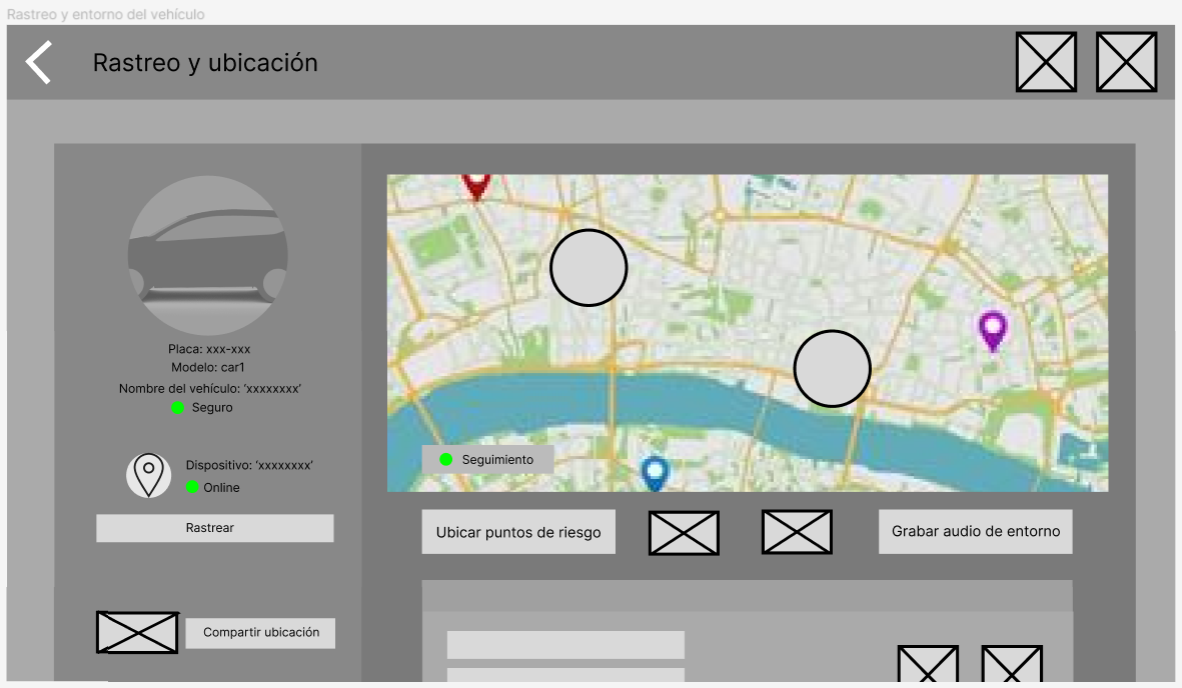 Rastreo y entorno del vehículo
Rastreo y ubicación
Placa: xxx-xxx
Modelo: car1
Nombre del vehículo: ‘xxxxxxxx’
Seguro
Dispositivo: ‘xxxxxxxx’
Online
Rastrear
Compartir ubicación
Seguimiento
Ubicar puntos de riesgo
Grabar audio de entorno